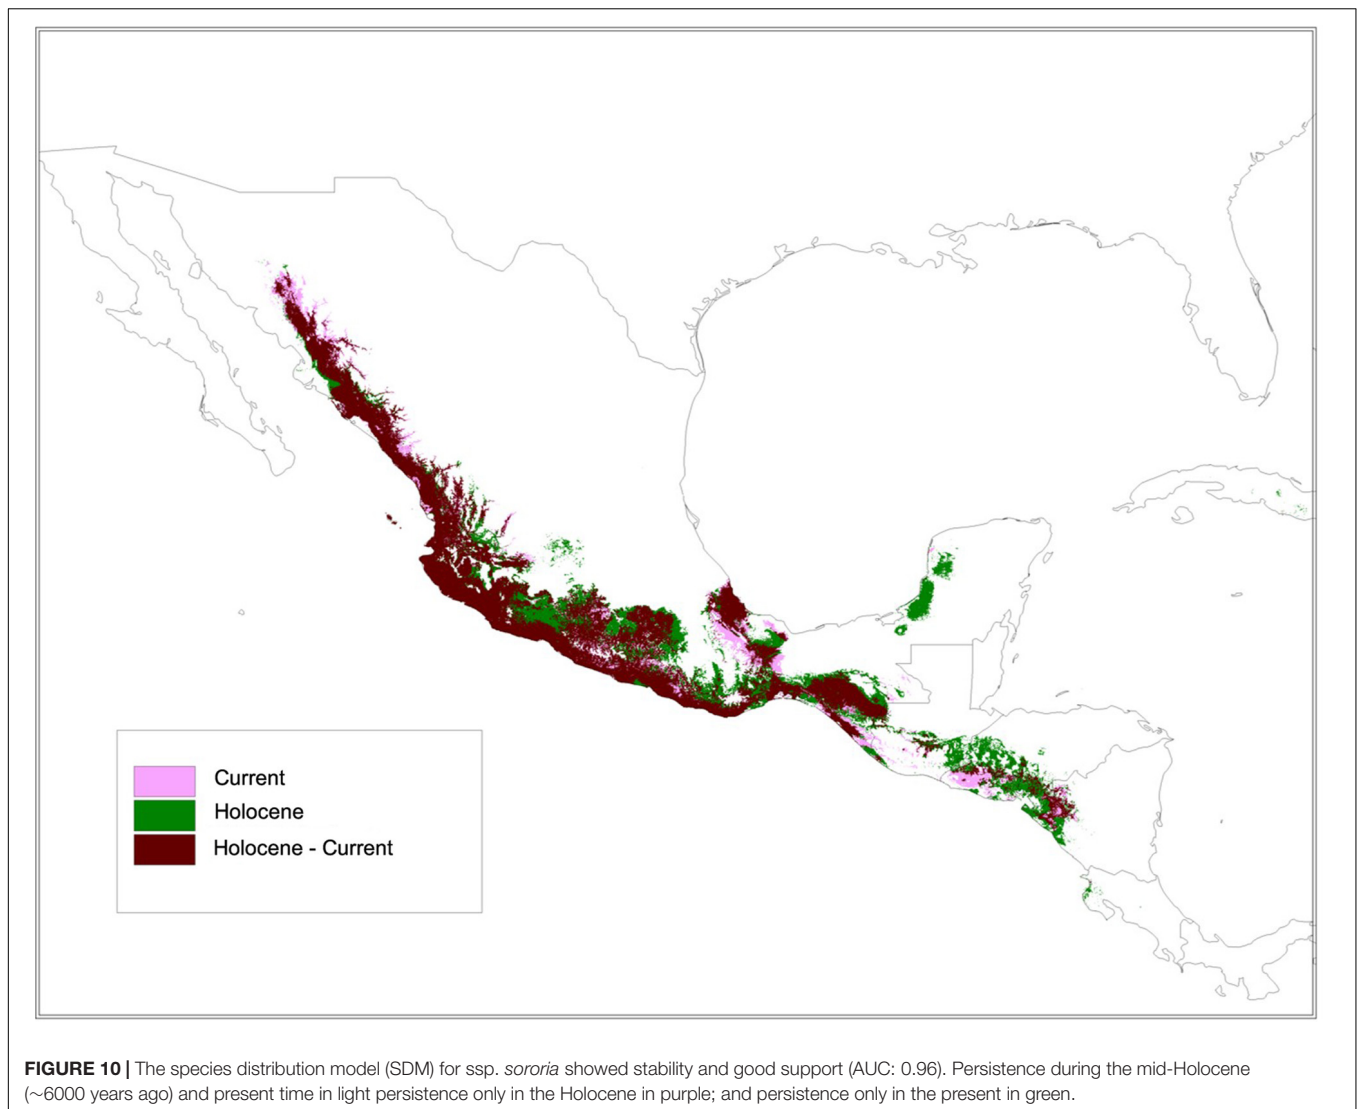 Current
Holocene
Holocene - Current
FIGURE 10 | The species distribution model (SDM) for ssp. sororia showed stability and good support (AUC: 0.96). Persistence during the mid-Holocene
(~6000 years ago) and present time in light persistence only in the Holocene in purple; and persistence only in the present in green.